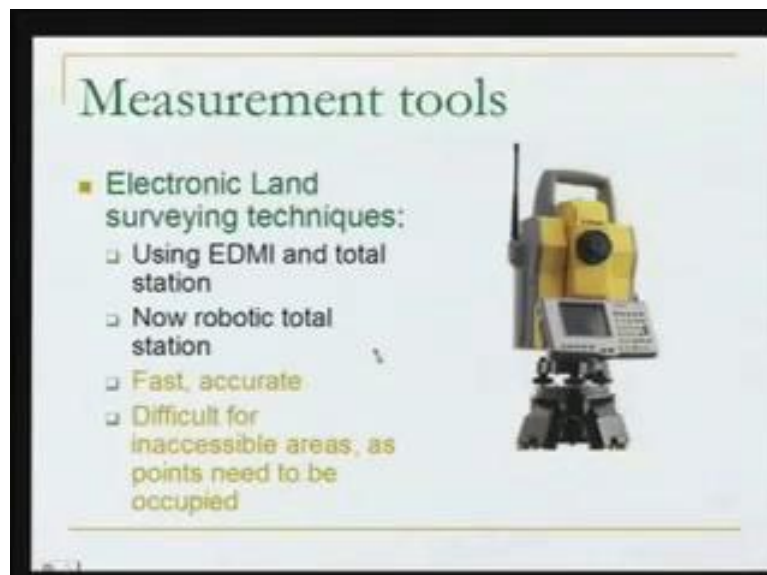 Measurement tools
Electronic Land
surveying techniques:
Using EDMI and total
station
Now robotic total
station
Fast, accurate
Difficult for
inaccessible areas, as
points need to be
occupied